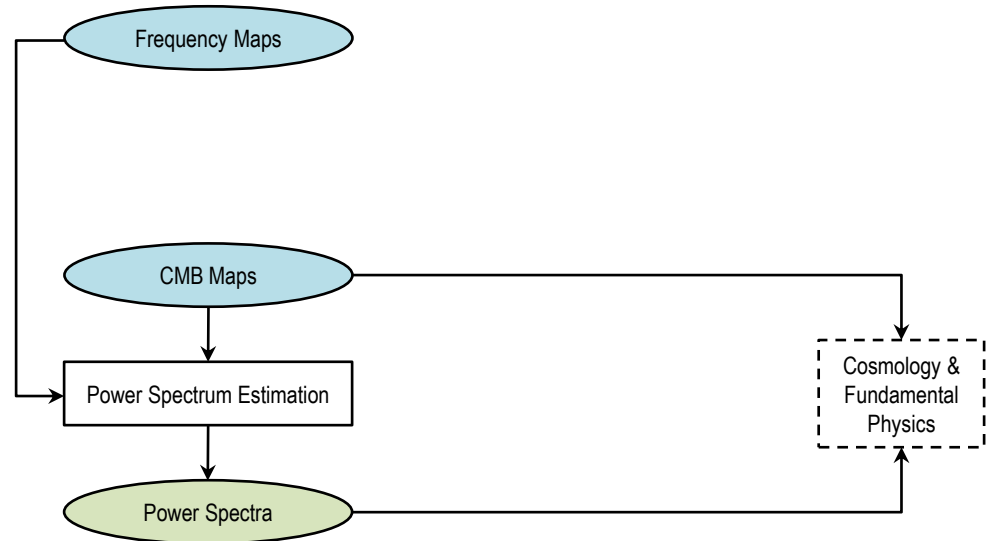 Frequency Maps
CMB Maps
Power Spectrum Estimation
Cosmology &
Fundamental
Physics
Power Spectra